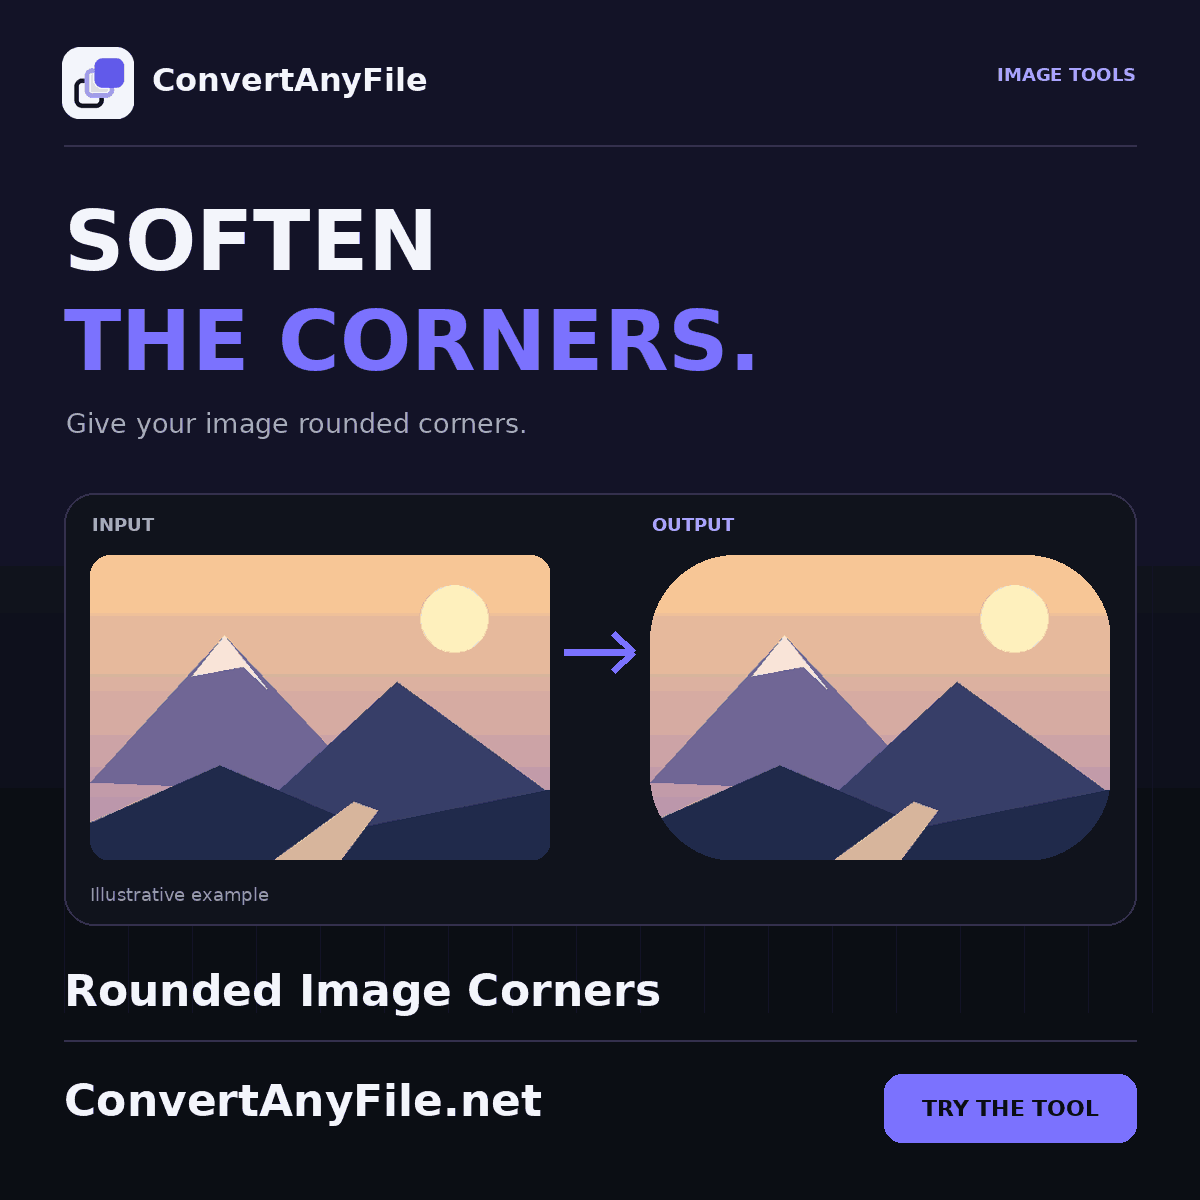 ConvertAnyFile
IMAGE TOOLS
SOFTEN
THE CORNERS.
Give your image rounded corners.
INPUT
OUTPUT
Illustrative example
Rounded Image Corners
ConvertAnyFile.net
TRY THE TOOL